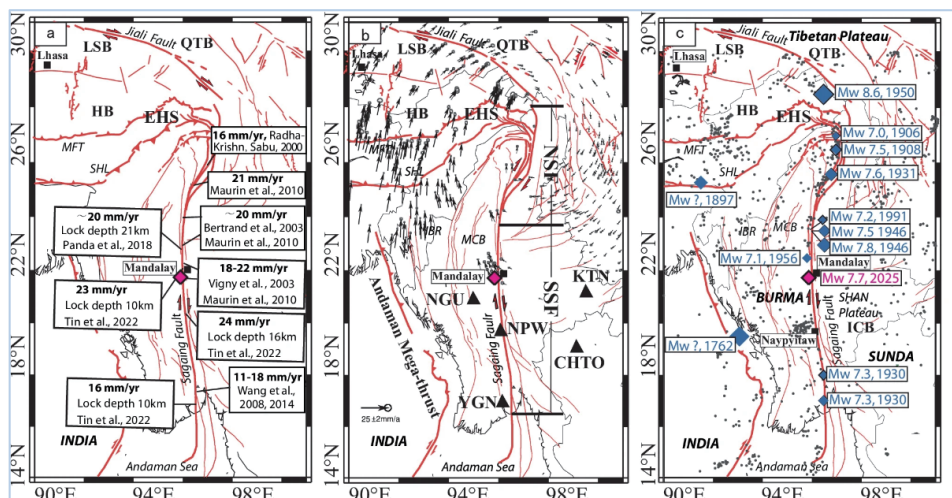 a
30°N
26°N
22°N
18°N
14°N
90°E
94°E
98°E
LSB
Jiali Fault
QTB
Lhasa
HB
EHS
MFT
SHL
16 mm/yr, Radha-
Krishn, Sabu, 2000
21 mm/yr
Maurin et al., 2010
~20 mm/yr
Lock depth 21km
Panda et al., 2018
~20 mm/yr
Bertrand et al., 2003
Maurin et al., 2010
Mandalay
18-22 mm/yr
Vigny et al., 2003
Maurin et al., 2010
23 mm/yr
Lock depth 10km
Tin et al., 2022
24 mm/yr
Lock depth 16km
Tin et al., 2022
Sagaing Fault
16 mm/yr
Lock depth 10km
Tin et al., 2022
11-18 mm/yr
Wang et al.,
2008, 2014
INDIA
Andaman Sea
b
LSB
Jiali Fault
QTB
Lhasa
HB
EHS
MFT
SHL
NSF
IBR
MCB
Mandalay
KTN
NGU
SSF
NPW
CHTO
Andaman Mega-thrust
Sagaing Fault
YGN
25±2mm/a
INDIA
Andaman Sea
90°E
94°E
98°E
c
LSB
Jiali Fault
Tibetan Plateau
QTB
Lhasa
HB
EHS
Mw 8.6, 1950
Mw 7.0, 1906
MFT
Mw 7.5, 1908
SHL
Mw 7.6, 1931
Mw ?, 1897
Mw 7.2, 1991
IBR
MCB
Mw 7.5 1946
Mw 7.8, 1946
Mw 7.1, 1956
Mandalay
Mw 7.7, 2025
BURMA
SHAN
Plateau
ICB
Naypyitaw
Mw ?, 1762
Sagaing Fault
SUNDA
Mw 7.3, 1930
Mw 7.3, 1930
INDIA
Andaman Sea
90°E
94°E
98°E
30°N
26°N
22°N
18°N
14°N